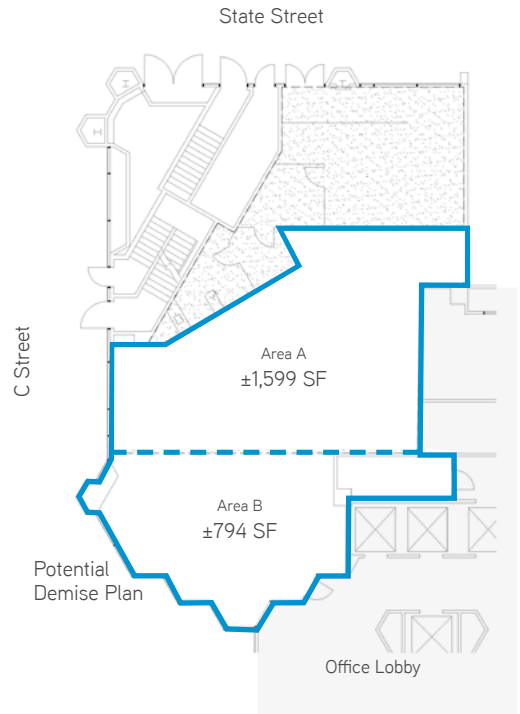 State Street
C Street
Area A
±1,599 SF
Area B
±794 SF
Potential
Demise Plan
Office Lobby